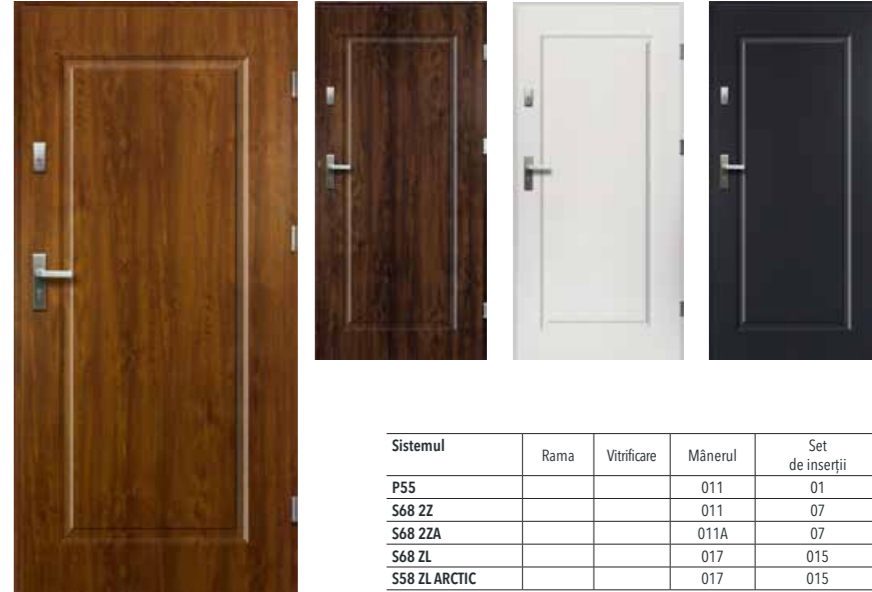 Sistemul Rama Vitrificare Mânerul Set de inserții
P55 011 01
S68 2Z 011 07
S68 2ZA 011A 07
S68 ZL 017 015
S58 ZL ARCTIC 017 015